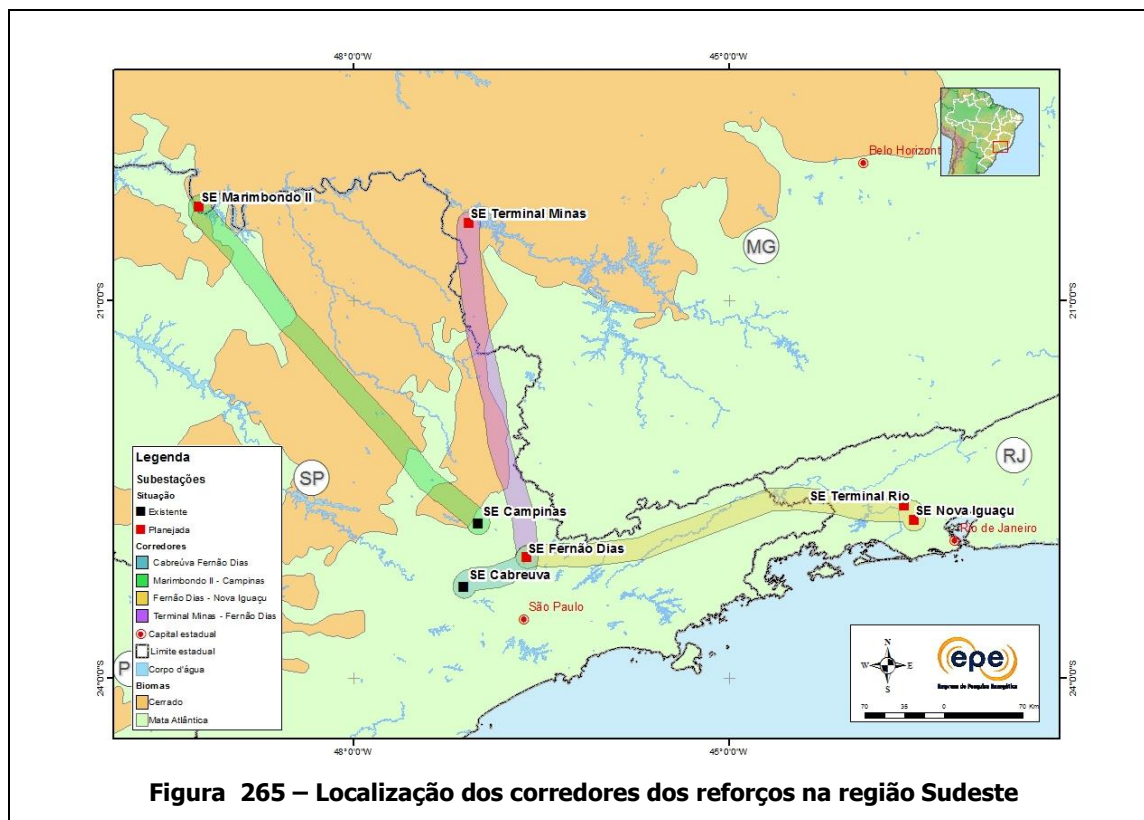 48°0'0"W
45°0'0"W
Belo Horizont
SE Marimbondo II
SE Terminal Minas
MG
21°0'0"S
21°0'0"S
RJ
Legenda
Subestações
Situação
Existente
Planejada
Corredores
Cabreúva Fernão Dias
Marimbondo II - Campinas
Fernão Dias - Nova Iguaçu
Terminal Minas - Fernão Dias
Capital estadual
Limite estadual
Corpo d'água
Biomas
Cerrado
Mata Atlântica
SP
SE Terminal Rio
SE Campinas
SE Nova Iguaçu
Rio de Janeiro
SE Fernão Dias
SE Cabreuva
São Paulo
P
N
W E
S
epe
Empresa de Pesquisa Energética
24°0'0"S
24°0'0"S
70 35 0 70 Km
48°0'0"W
45°0'0"W
Figura 265 – Localização dos corredores dos reforços na região Sudeste